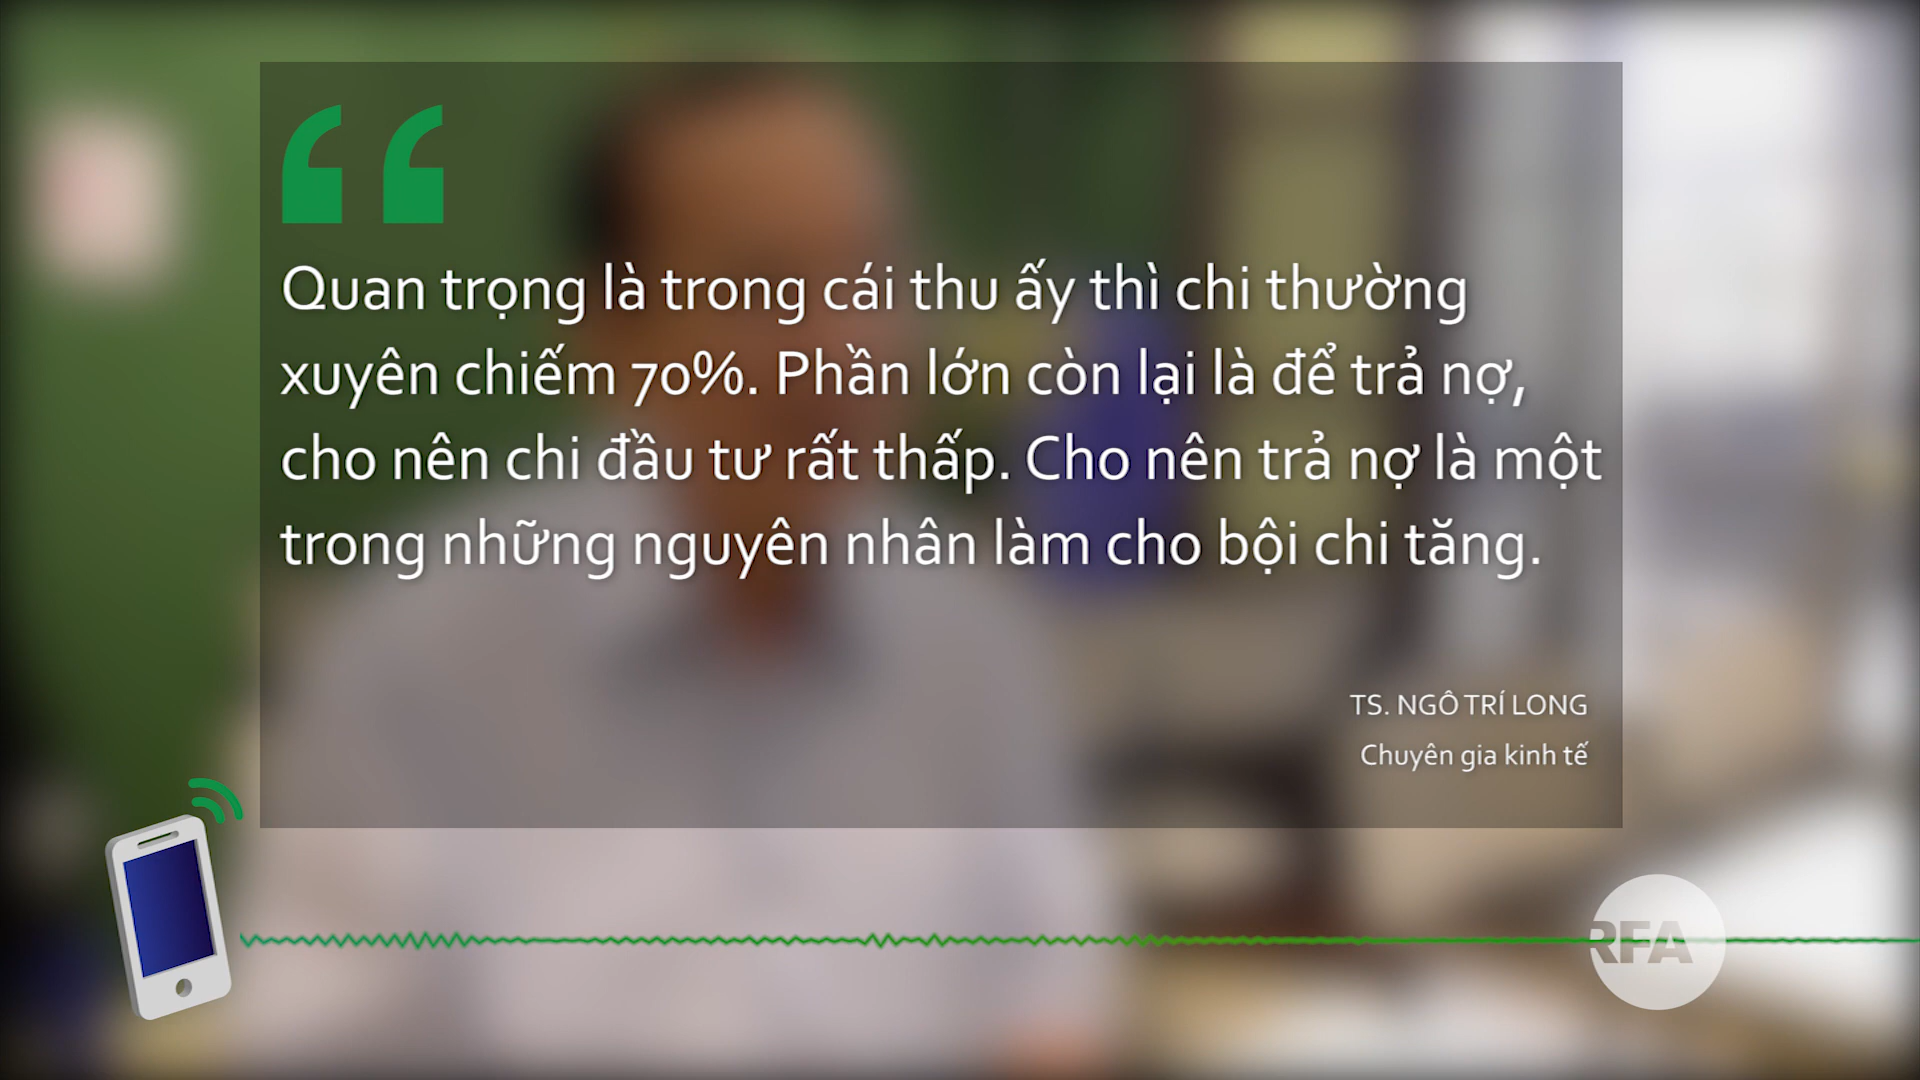 Quan trọng là trong cái thu ấy thì chi thường
xuyên chiếm 70%. Phần lớn còn lại là để trả nợ,
cho nên chi đầu tư rất thấp. Cho nên trả nợ là một
trong những nguyên nhân làm cho bội chi tăng.
TS. NGÔ TRÍ LONG
Chuyên gia kinh tế
RFA